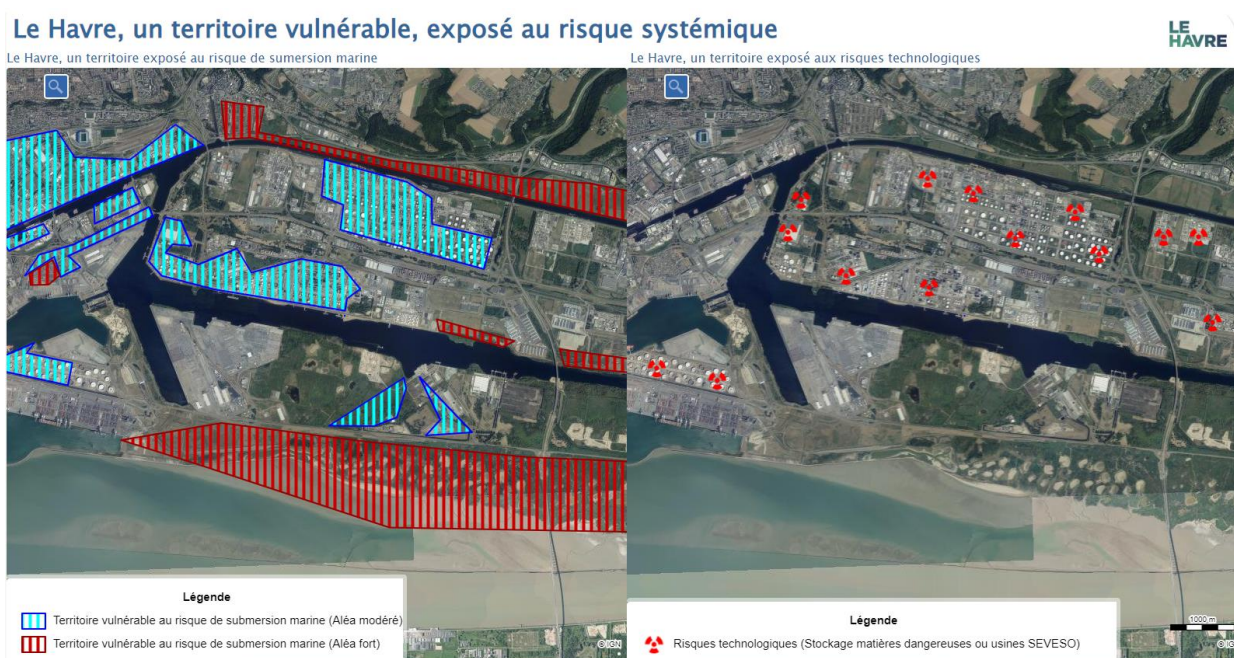 Le Havre, un territoire vulnérable, exposé au risque systémique
LE
HAVRE
Le Havre, un territoire exposé au risque de sumersion marine
Le Havre, un territoire exposé aux risques technologiques
Légende
Territoire vulnérable au risque de submersion marine (Aléa modéré)
Territoire vulnérable au risque de submersion marine (Aléa fort)
© IGN
1000 m
Légende
Risques technologiques (Stockage matières dangereuses ou usines SEVESO)
© IG